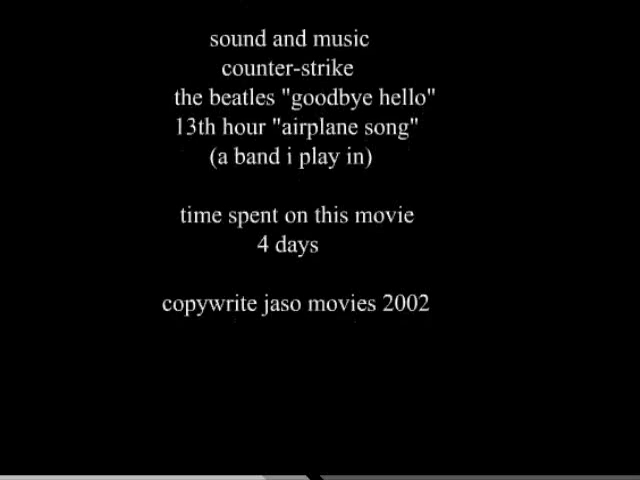 sound and music
counter-strike
the beatles "goodbye hello"
13th hour "airplane song"
(a band i play in)
time spent on this movie
4 days
copywrite jaso movies 2002